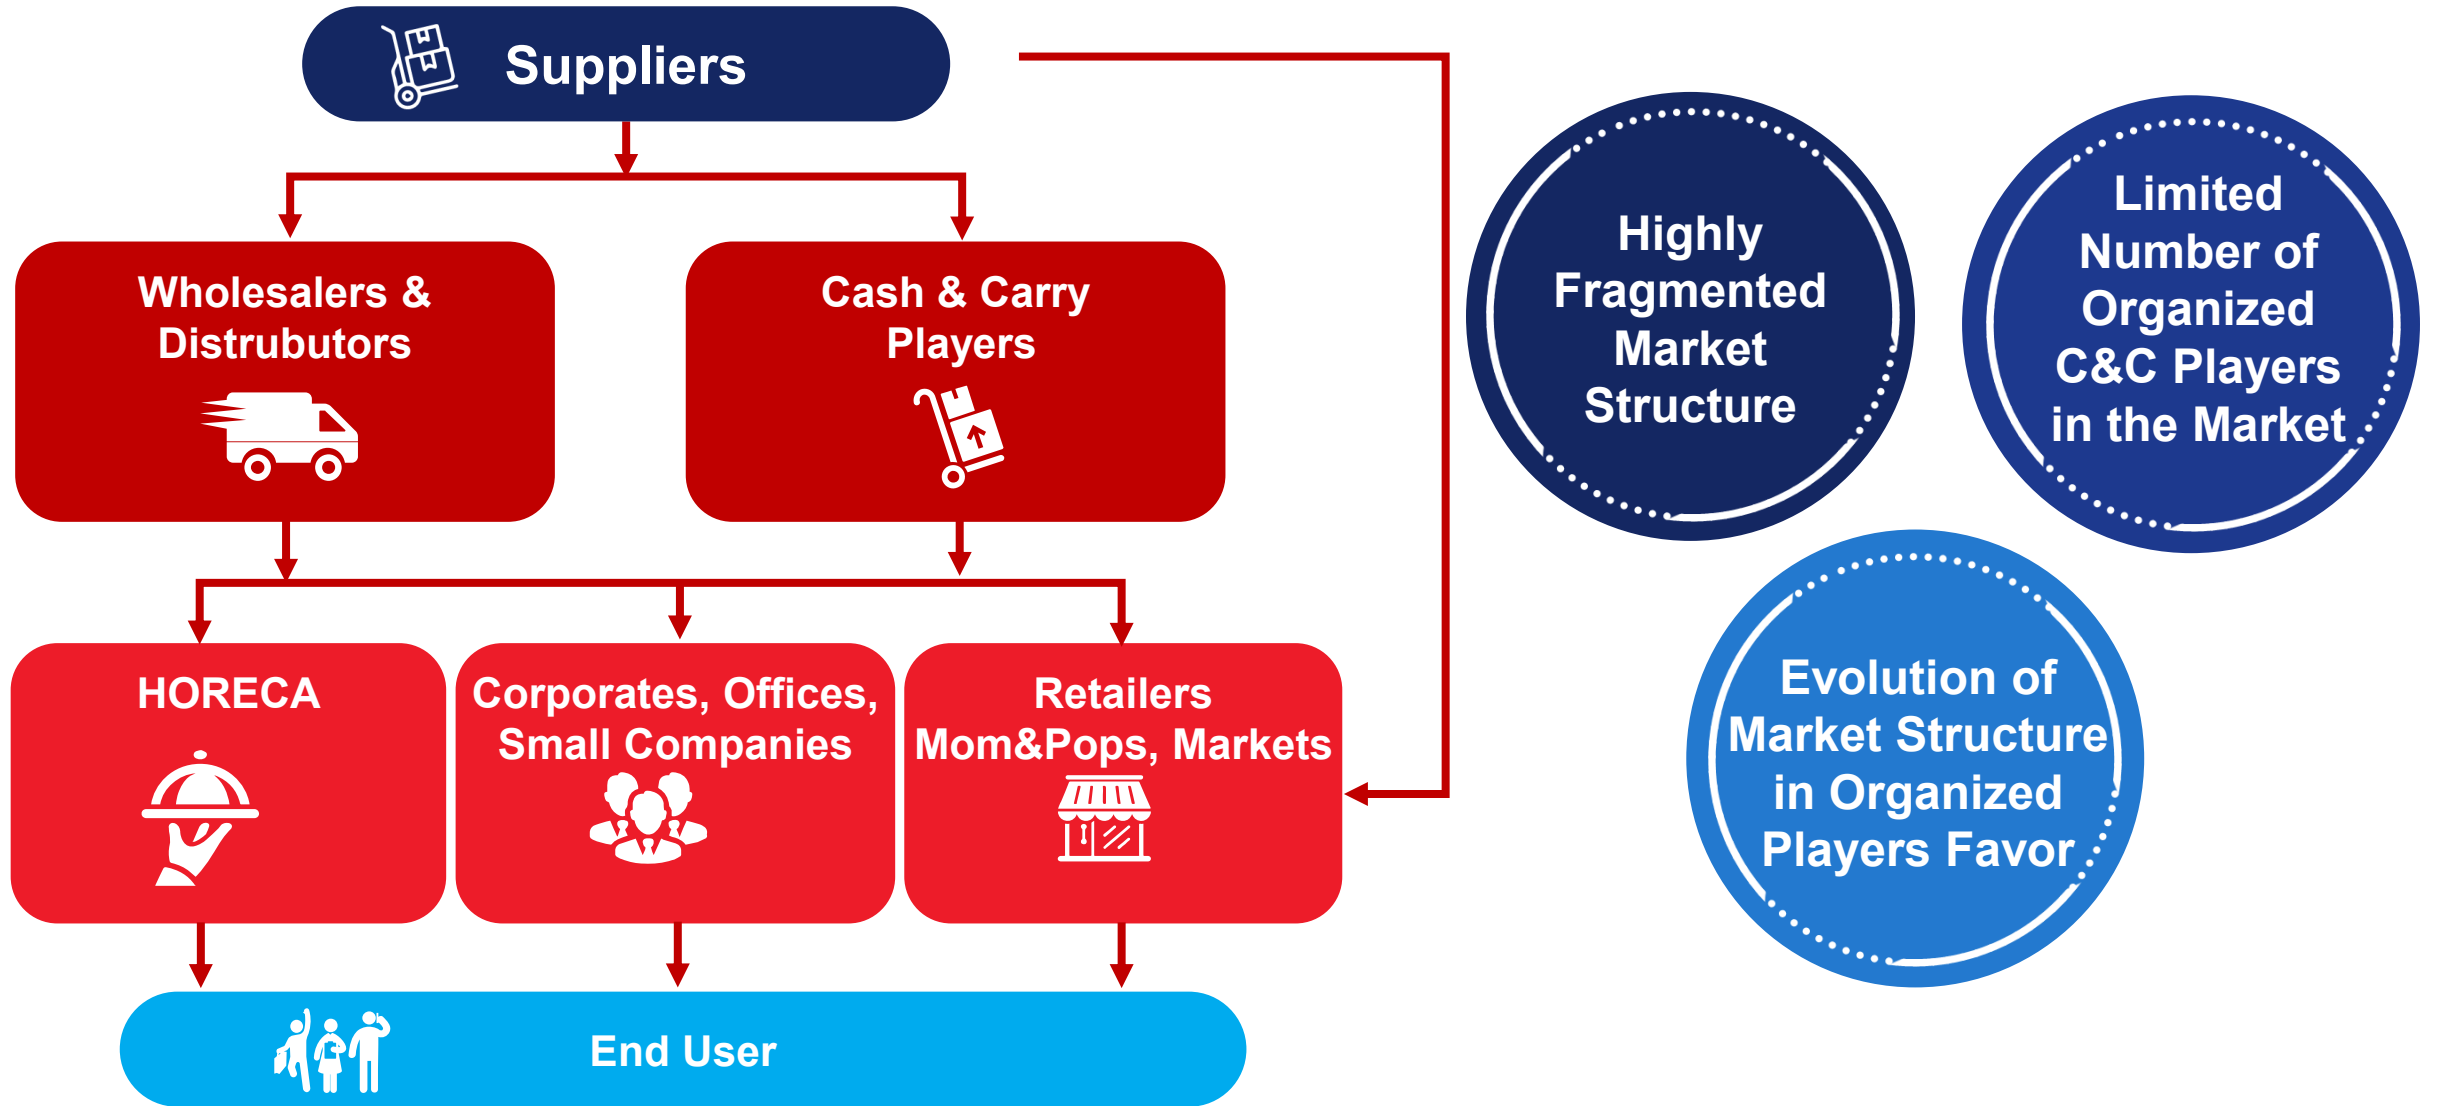 Suppliers
Wholesalers &
Distrubutors
Cash & Carry
Players
HORECA
Corporates, Offices,
Small Companies
Retailers
Mom&Pops, Markets
End User
Highly
Fragmented
Market
Structure
Limited
Number of
Organized
C&C Players
in the Market
Evolution of
Market Structure
in Organized
Players Favor